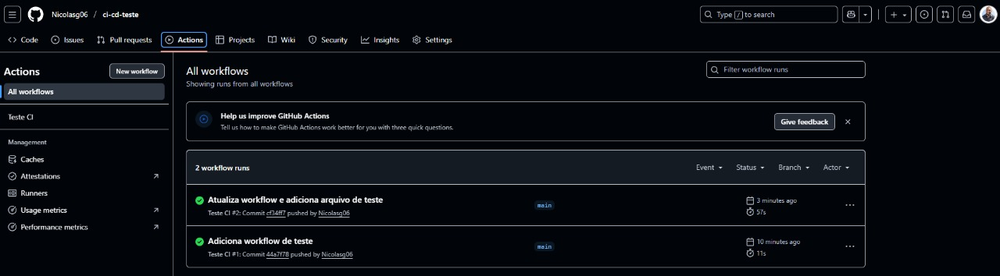 Nicolasg06 / ci-cd-teste
Type / to search
Code Issues Pull requests Actions Projects Wiki Security Insights Settings
Actions
New workflow
All workflows
Teste CI
Management
Caches
Attestations
Runners
Usage metrics
Performance metrics
All workflows
Showing runs from all workflows
Filter workflow runs
Help us improve GitHub Actions
Tell us how to make GitHub Actions work better for you with three quick questions.
Give feedback
2 workflow runs
Event Status Branch Actor
Atualiza workflow e adiciona arquivo de teste
Teste CI #2: Commit cf34ff7 pushed by Nicolasg06
main
3 minutes ago
57s
Adiciona workflow de teste
Teste CI #1: Commit 44a7f78 pushed by Nicolasg06
main
10 minutes ago
11s